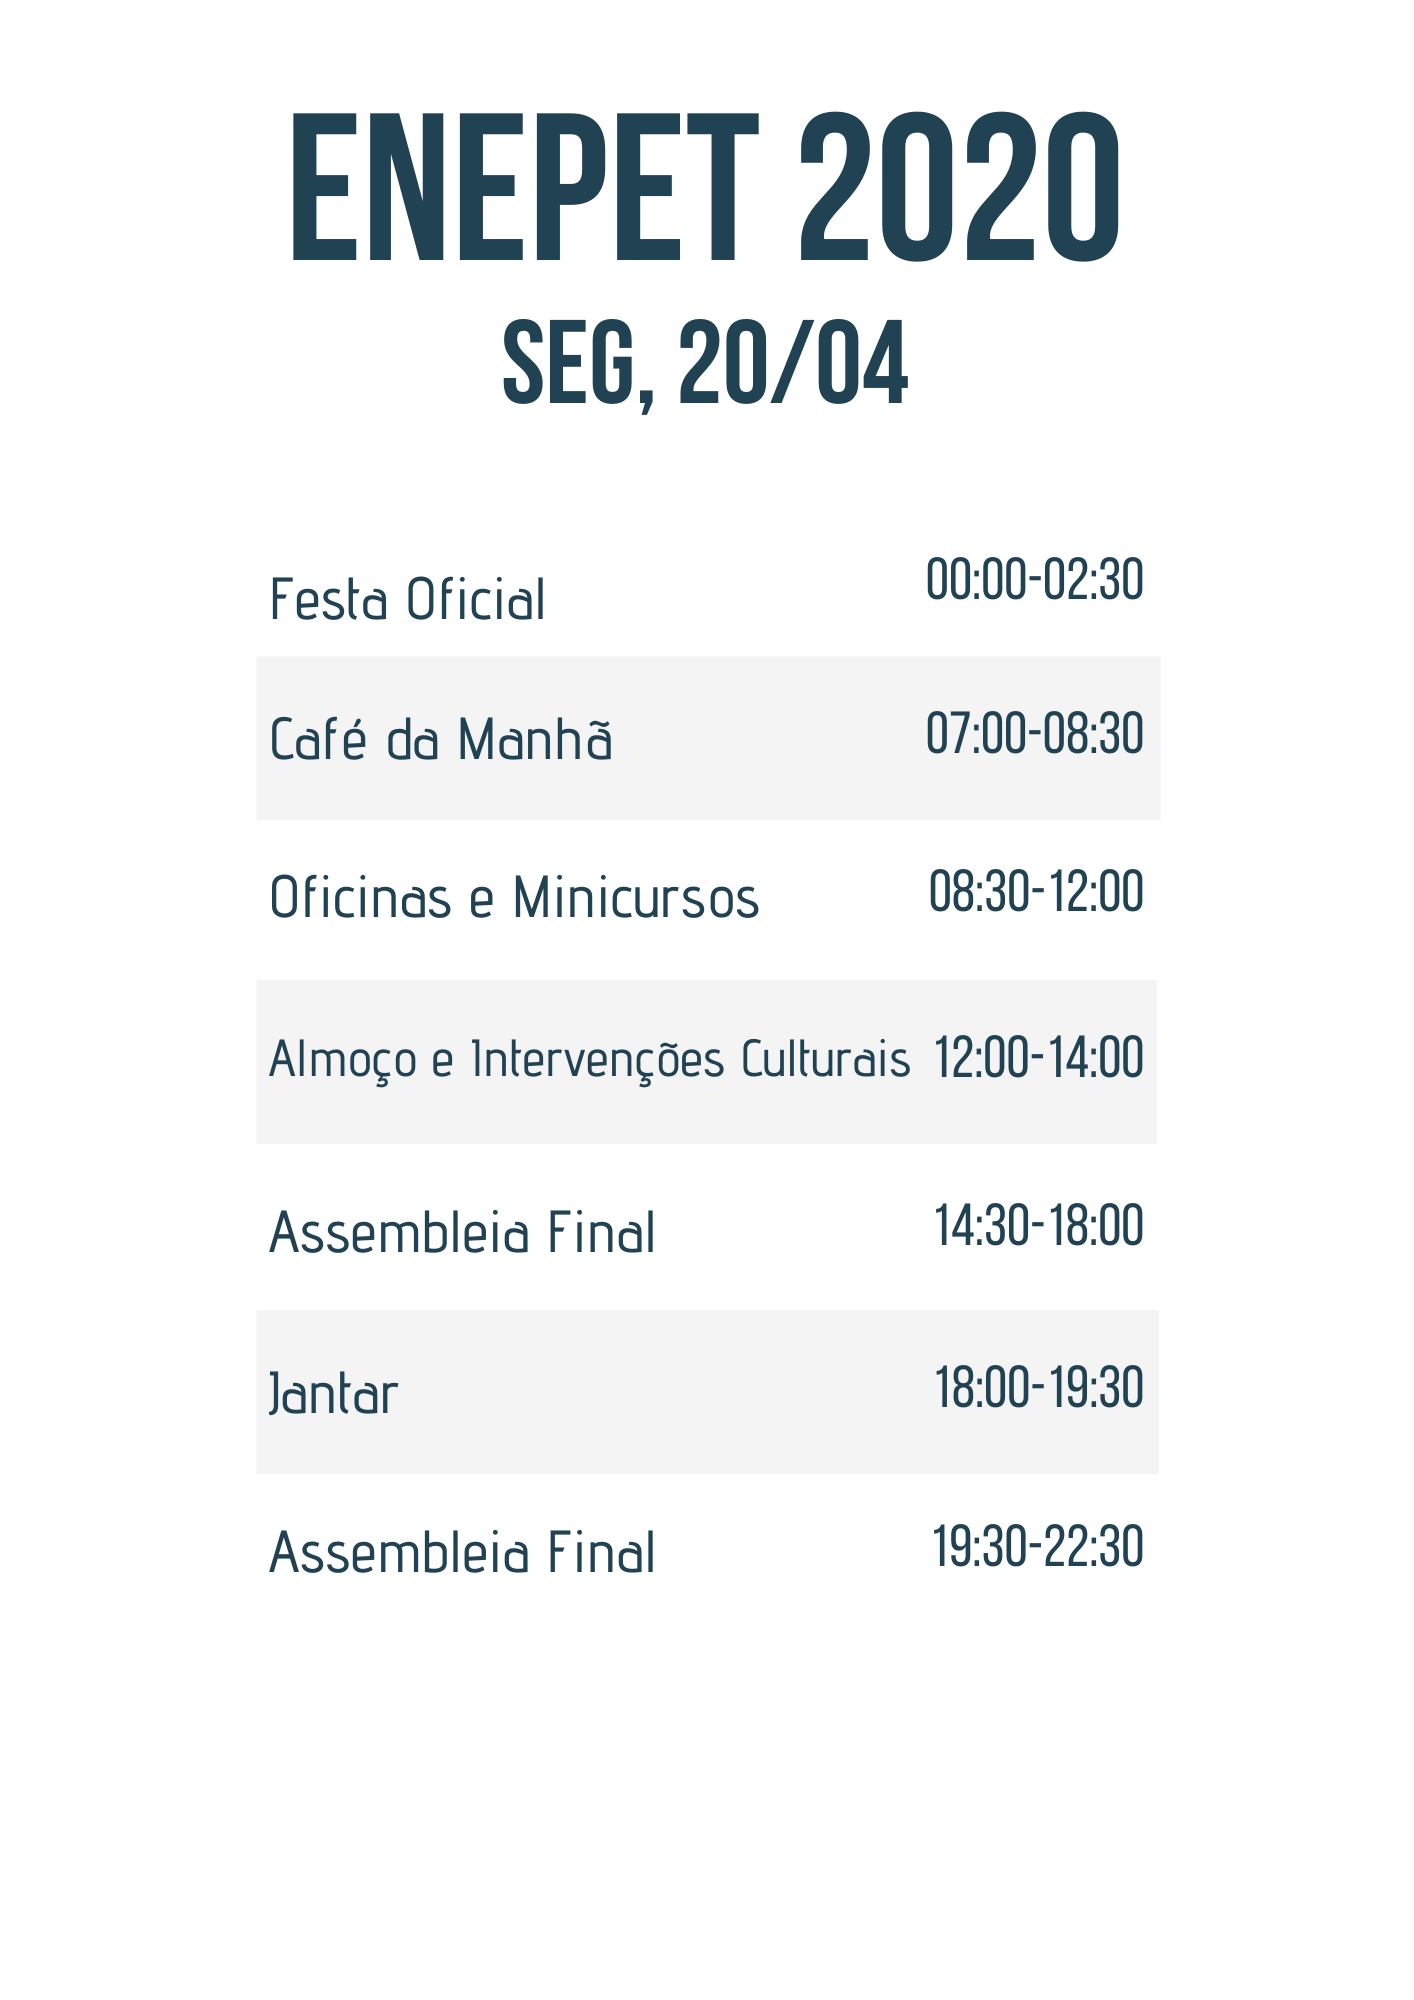 ENEPET 2020
SEG, 20/04
Festa Oficial 00:00-02:30
Café da Manhã 07:00-08:30
Oficinas e Minicursos 08:30-12:00
Almoço e Intervenções Culturais 12:00-14:00
Assembleia Final 14:30-18:00
Jantar 18:00-19:30
Assembleia Final 19:30-22:30